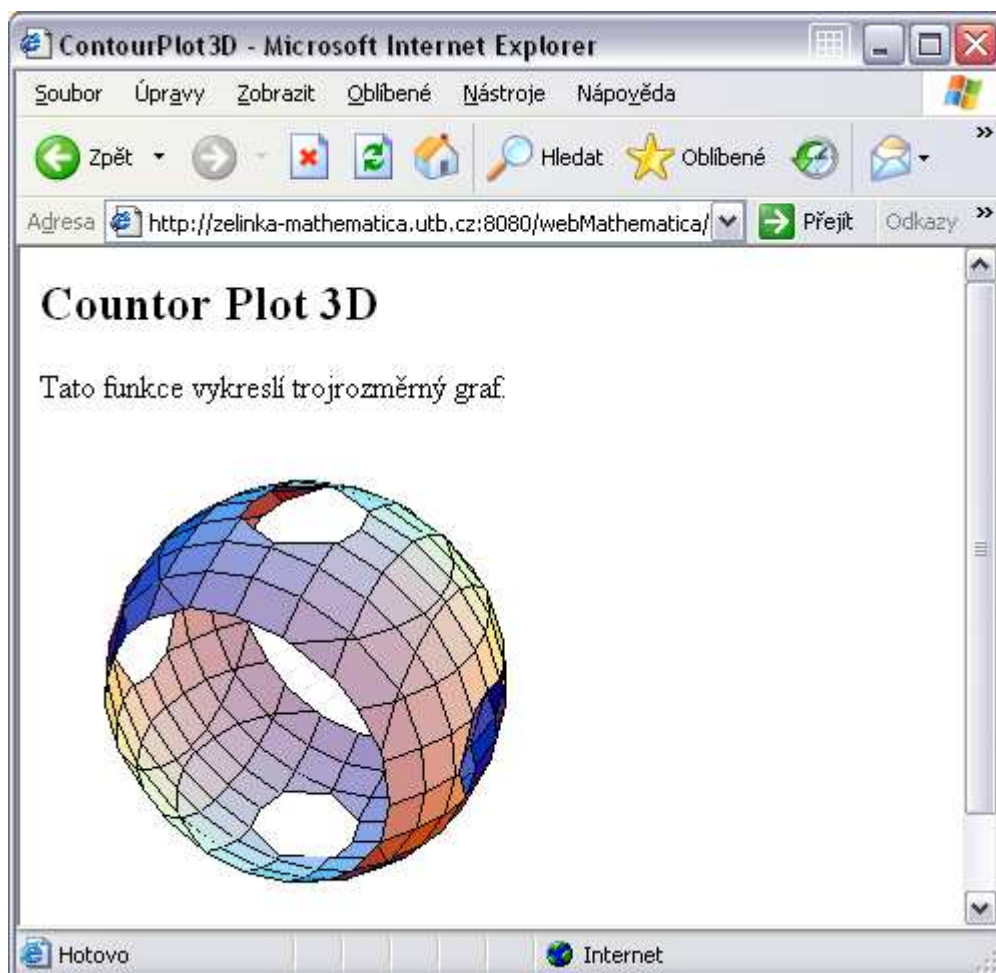 ContourPlot3D - Microsoft Internet Explorer
Soubor Úpravy Zobrazit Oblíbené Nástroje Nápověda
Zpět Hledat Oblíbené »
Adresa http://zelinka-mathematica.utb.cz:8080/webMathematica/ Přejít Odkazy »
Countor Plot 3D
Tato funkce vykreslí trojrozměrný graf.
Hotovo Internet